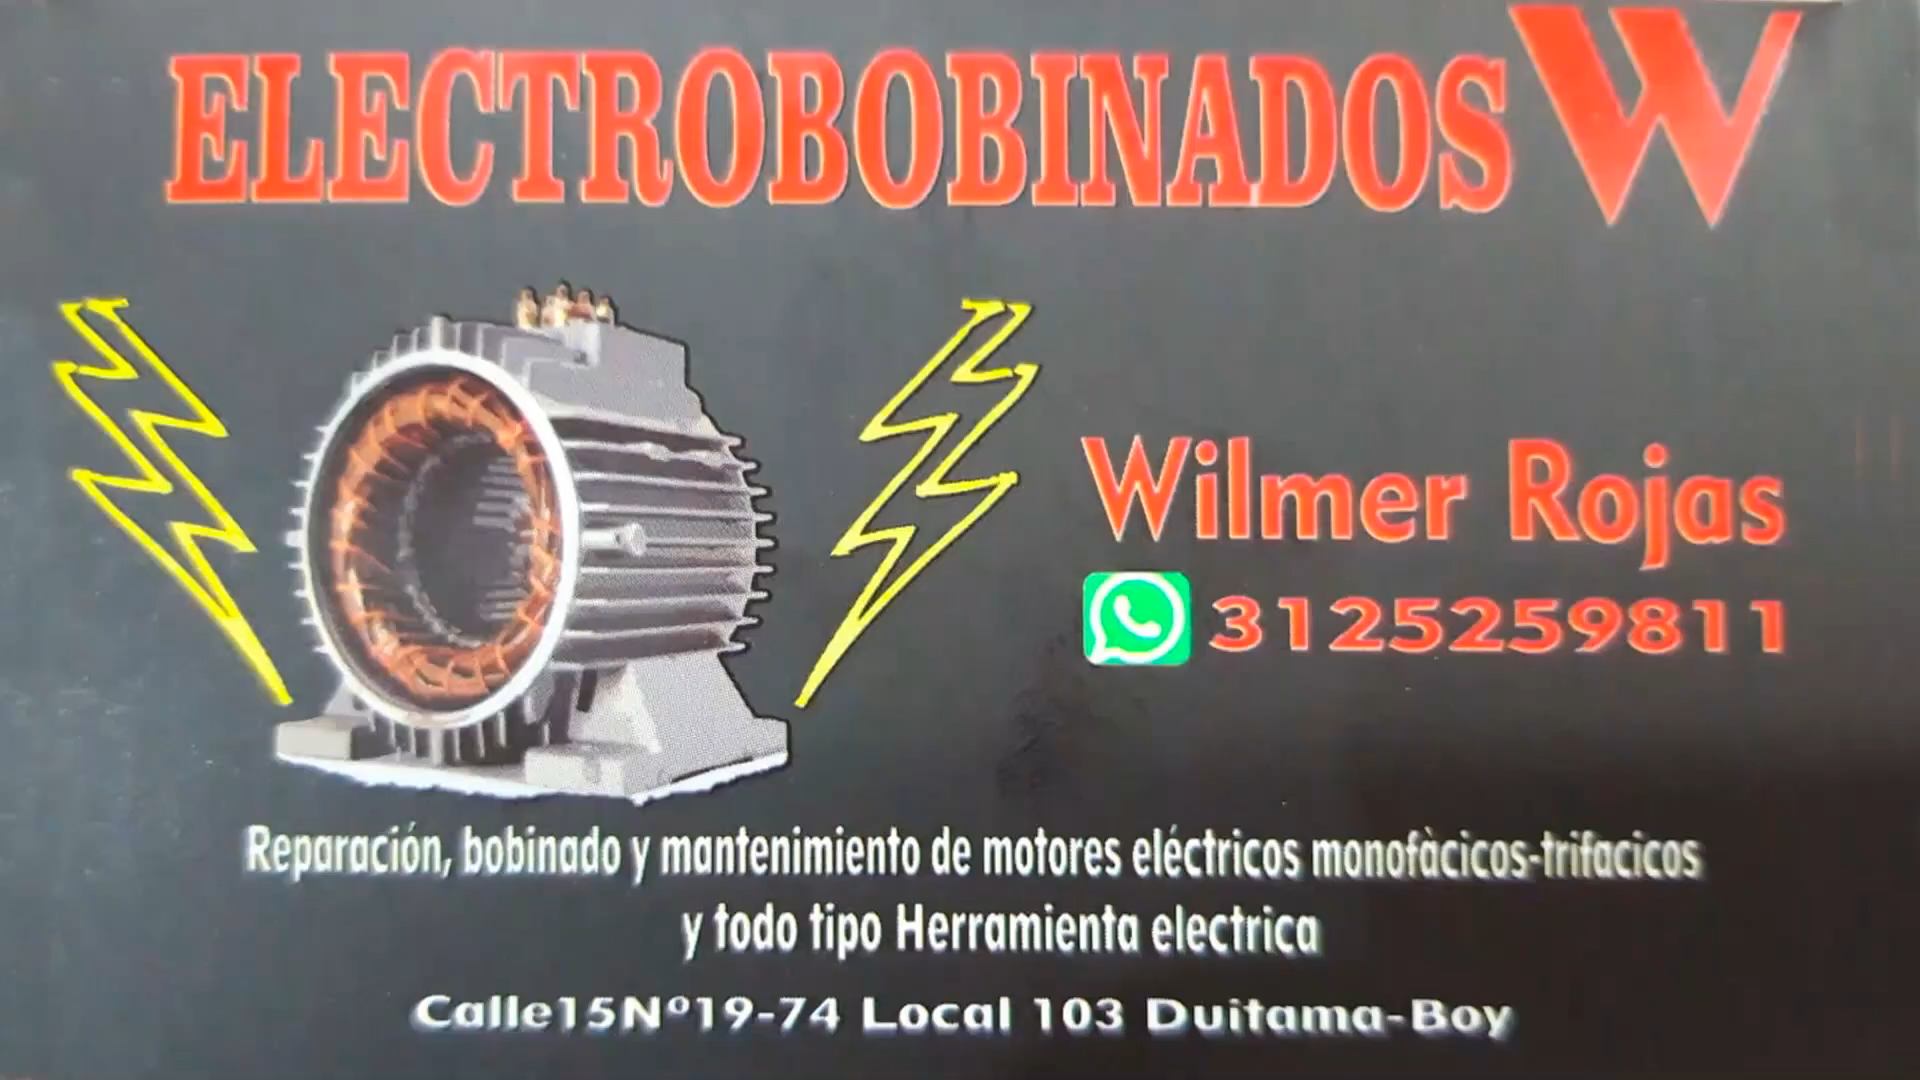 ELECTROBOBINADOS W
Wilmer Rojas
3125259811
Reparación, bobinado y mantenimiento de motores eléctricos monofàcicos-trifacicos
y todo tipo Herramienta electrica
Calle15Nº19-74 Local 103 Duitama-Boy